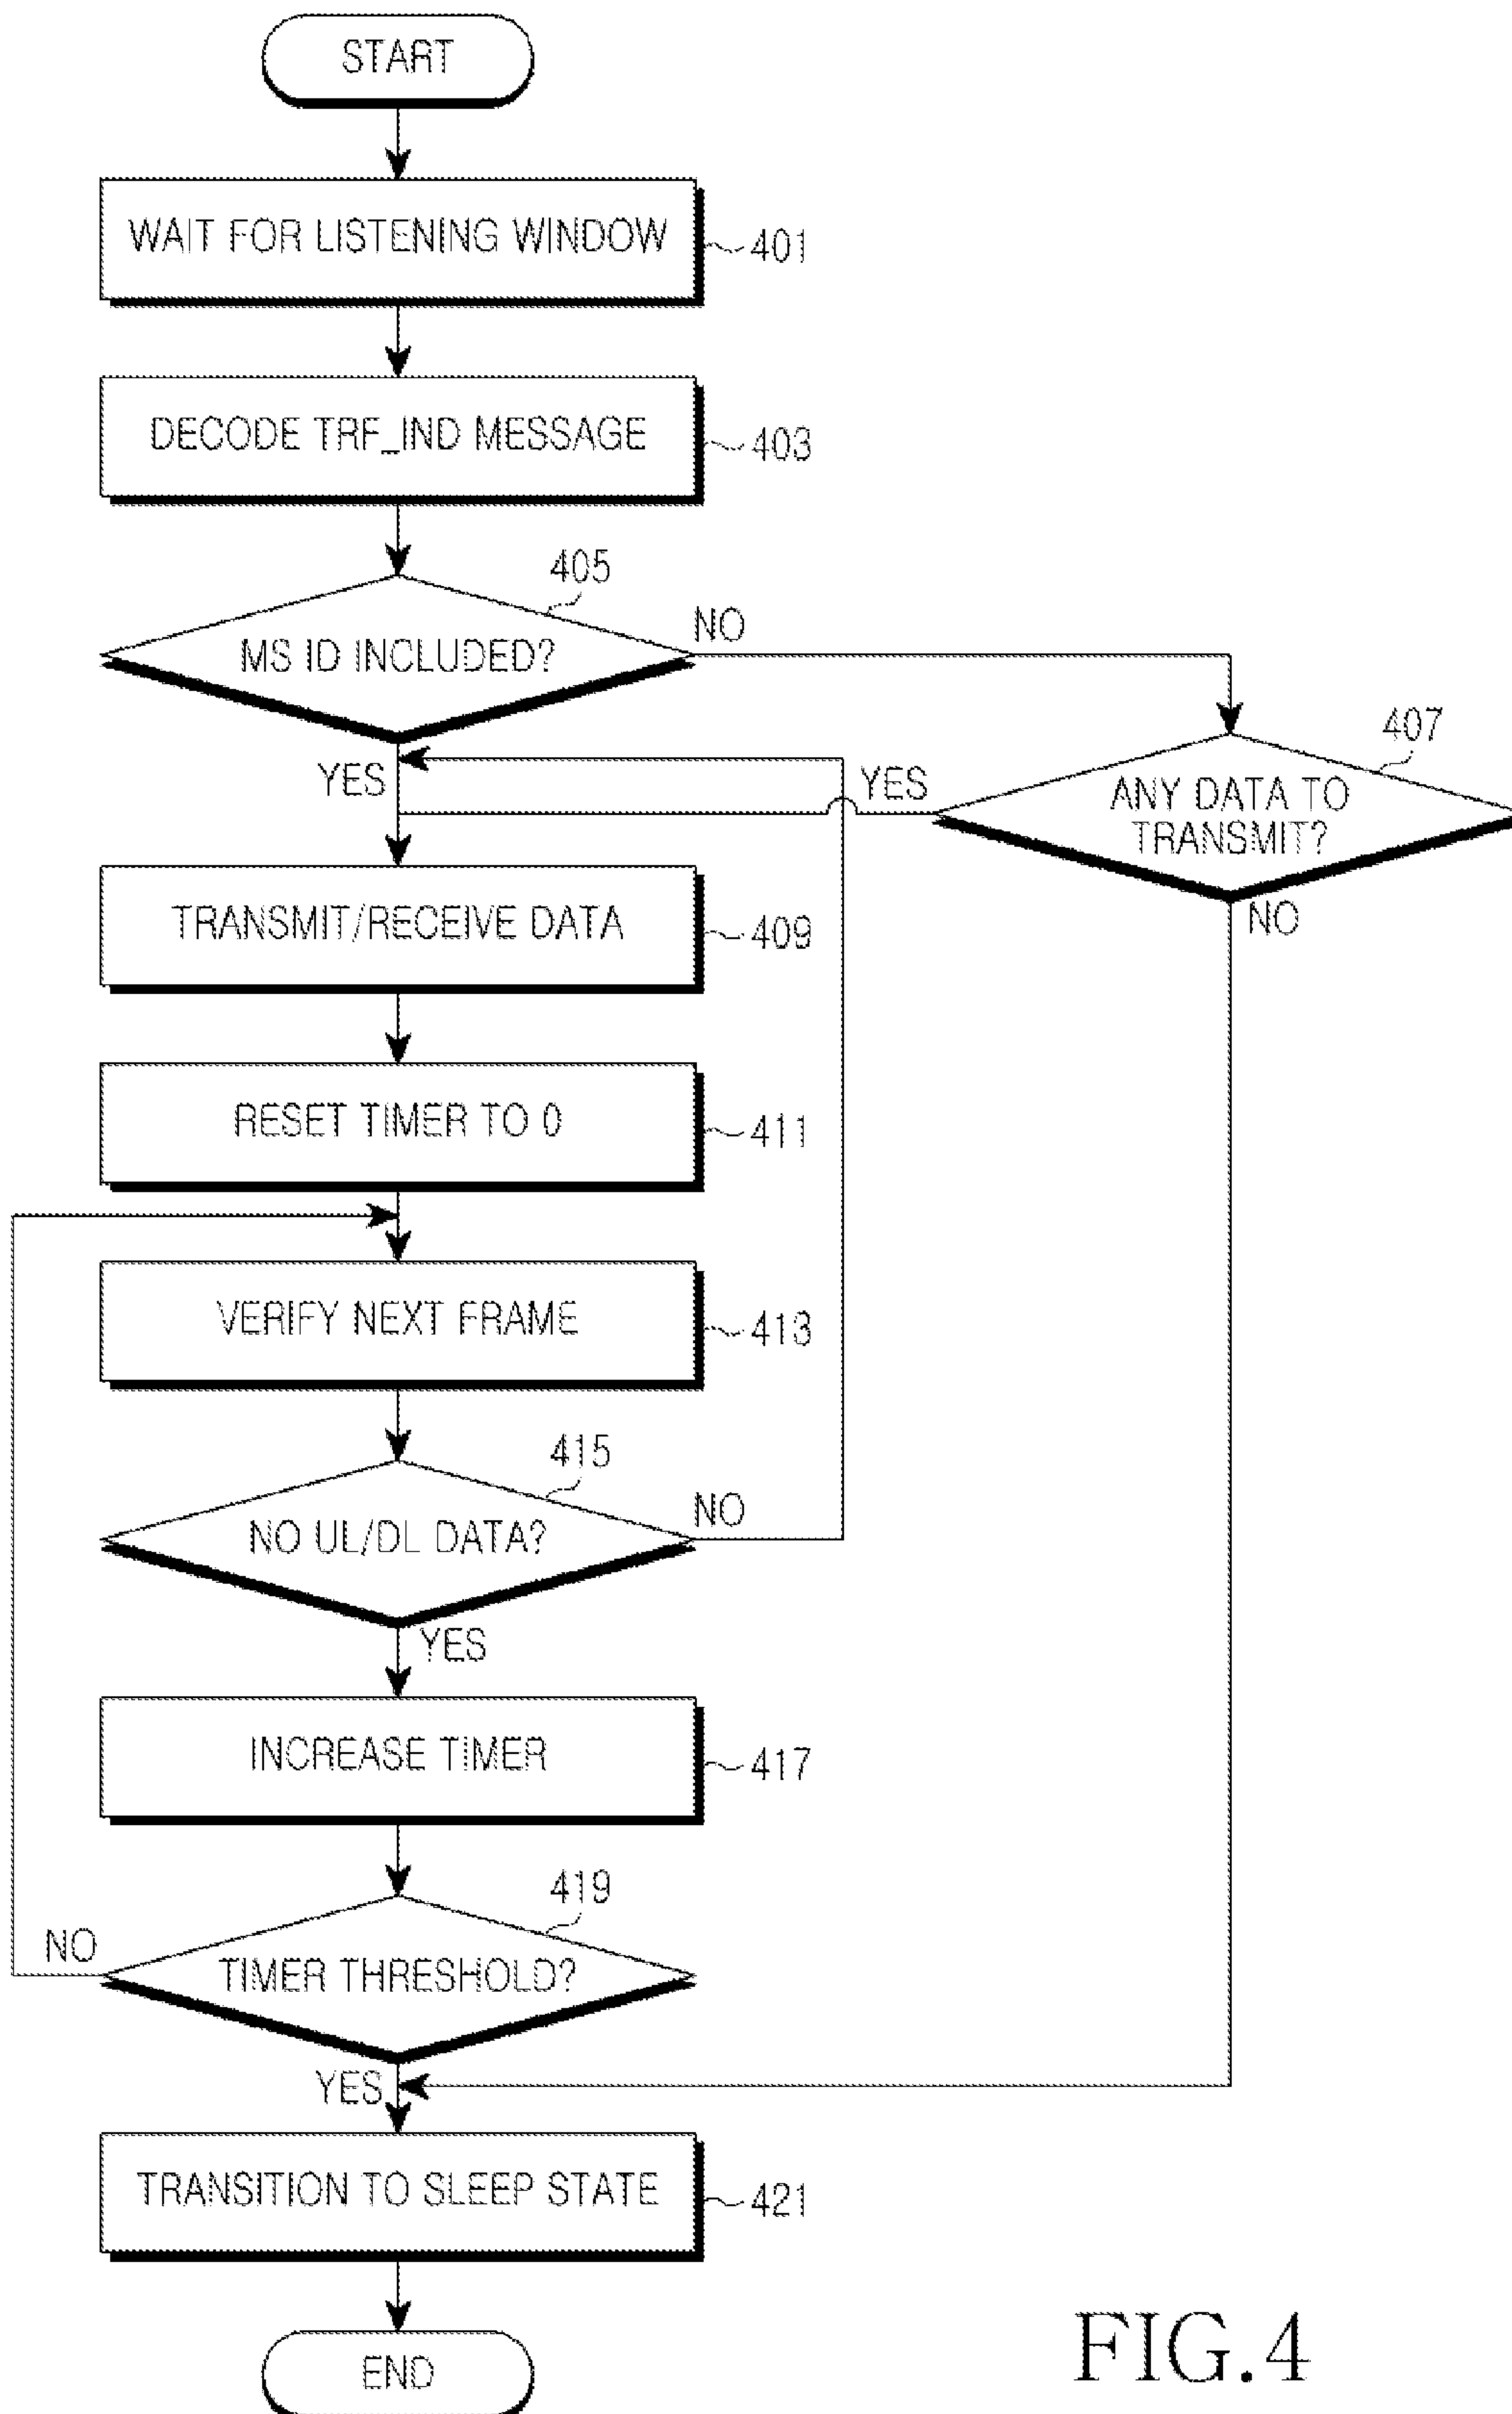 START
WAIT FOR LISTENING WINDOW
401
DECODE TRF_IND MESSAGE
403
405
MS ID INCLUDED?
NO
YES
407
ANY DATA TO
TRANSMIT?
YES
NO
TRANSMIT/RECEIVE DATA
409
RESET TIMER TO 0
411
VERIFY NEXT FRAME
413
415
NO UL/DL DATA?
NO
YES
INCREASE TIMER
417
419
TIMER THRESHOLD?
NO
YES
TRANSITION TO SLEEP STATE
421
END
FIG.4